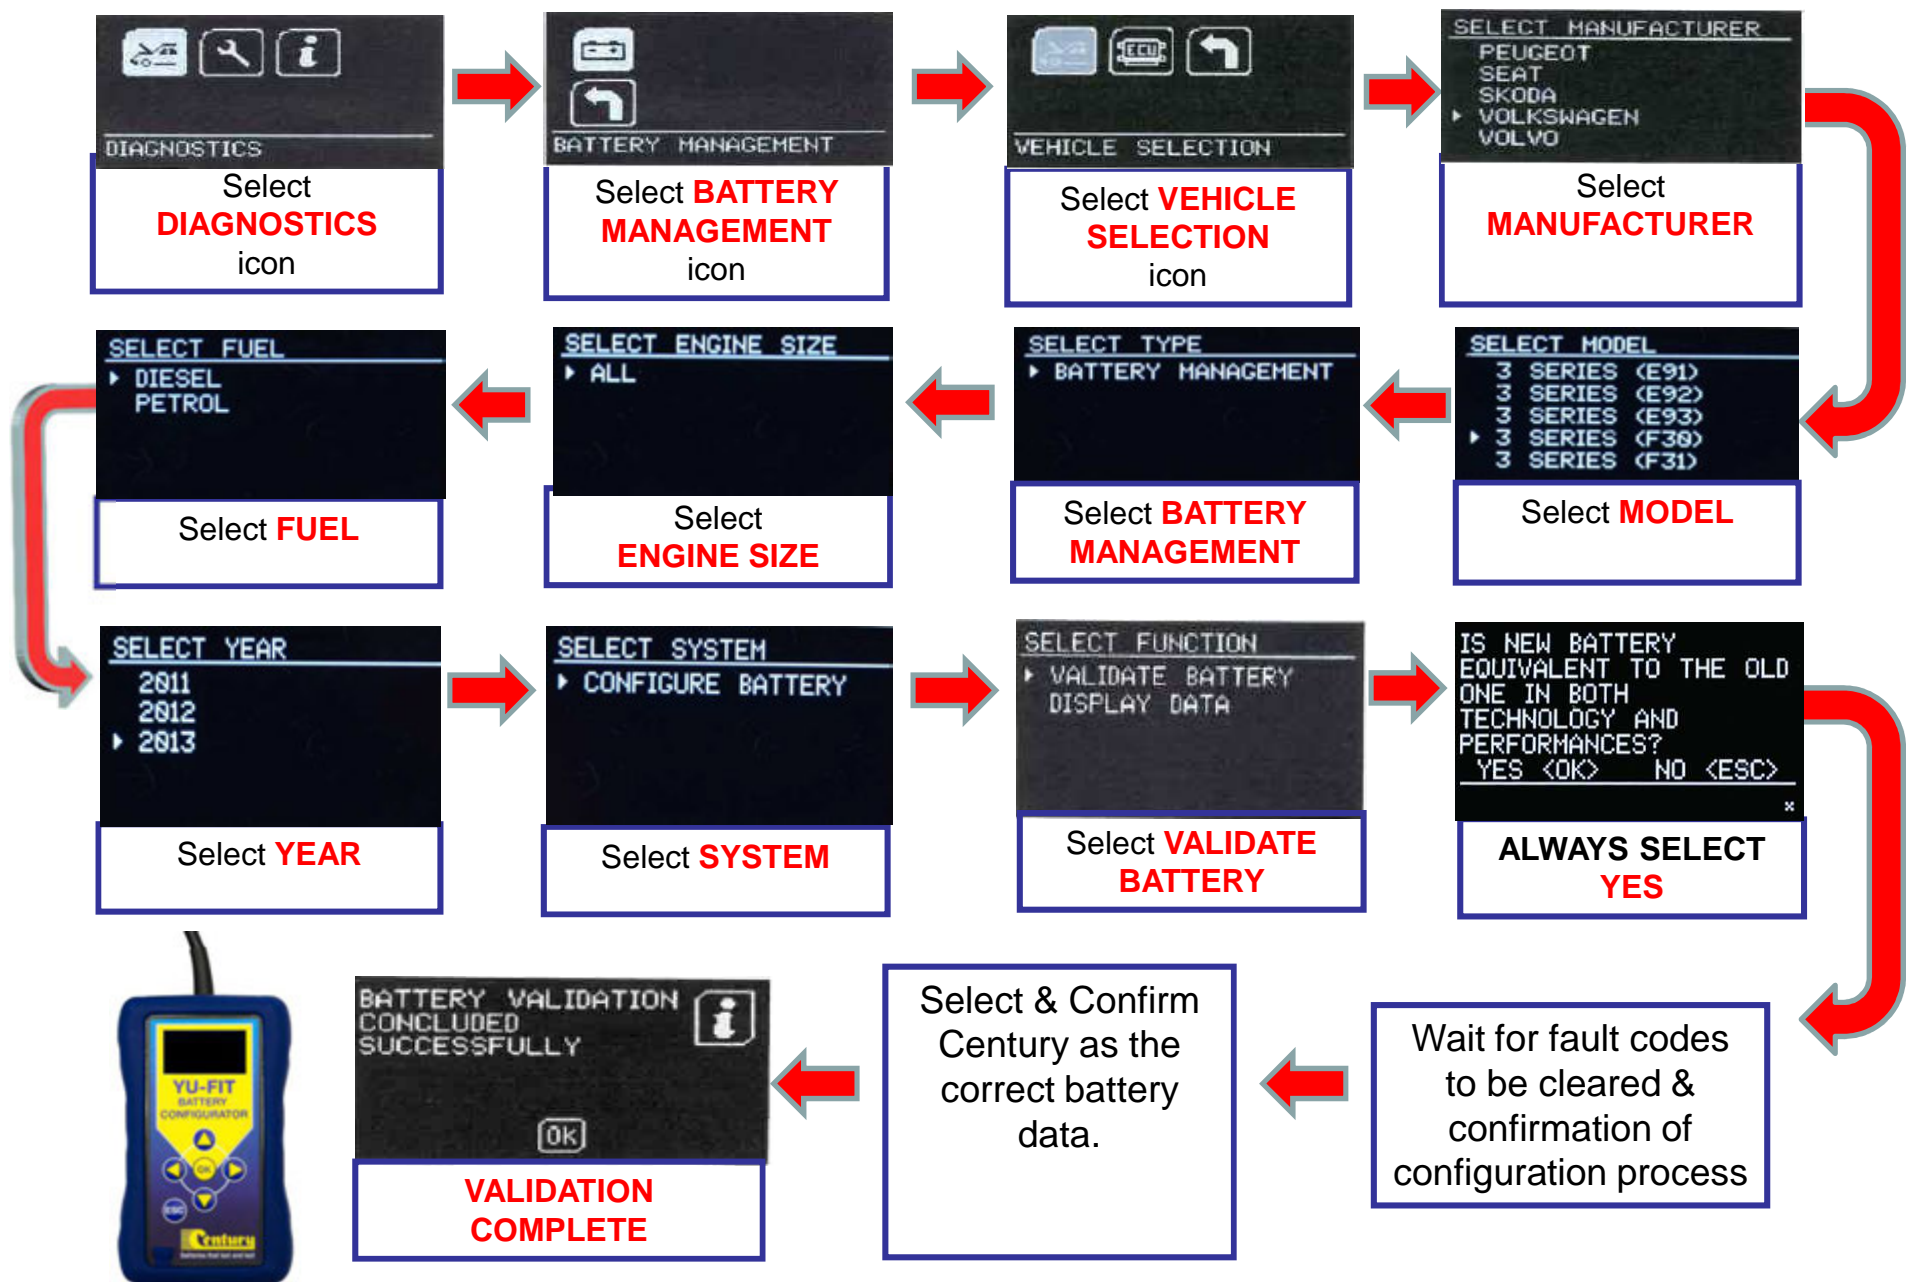 DIAGNOSTICS
Select
DIAGNOSTICS
icon
BATTERY MANAGEMENT
Select BATTERY
MANAGEMENT
icon
ECU
VEHICLE SELECTION
Select VEHICLE
SELECTION
icon
SELECT MANUFACTURER
PEUGEOT
SEAT
SKODA
VOLKSWAGEN
VOLVO
Select
MANUFACTURER
SELECT MODEL
3 SERIES (E91)
3 SERIES (E92)
3 SERIES (E93)
3 SERIES (F30)
3 SERIES (F31)
Select MODEL
SELECT TYPE
BATTERY MANAGEMENT
Select BATTERY
MANAGEMENT
SELECT ENGINE SIZE
ALL
Select
ENGINE SIZE
SELECT FUEL
DIESEL
PETROL
Select FUEL
SELECT YEAR
2011
2012
2013
Select YEAR
SELECT SYSTEM
CONFIGURE BATTERY
Select SYSTEM
SELECT FUNCTION
VALIDATE BATTERY
DISPLAY DATA
Select VALIDATE
BATTERY
IS NEW BATTERY
EQUIVALENT TO THE OLD
ONE IN BOTH
TECHNOLOGY AND
PERFORMANCES?
YES <OK> NO <ESC>
x
ALWAYS SELECT
YES
Wait for fault codes
to be cleared &
confirmation of
configuration process
Select & Confirm
Century as the
correct battery
data.
BATTERY VALIDATION
CONCLUDED
SUCCESSFULLY
OK
VALIDATION
COMPLETE
YU-FIT
BATTERY
CONFIGURATOR
OK
ESC
Century
batteries that last and last